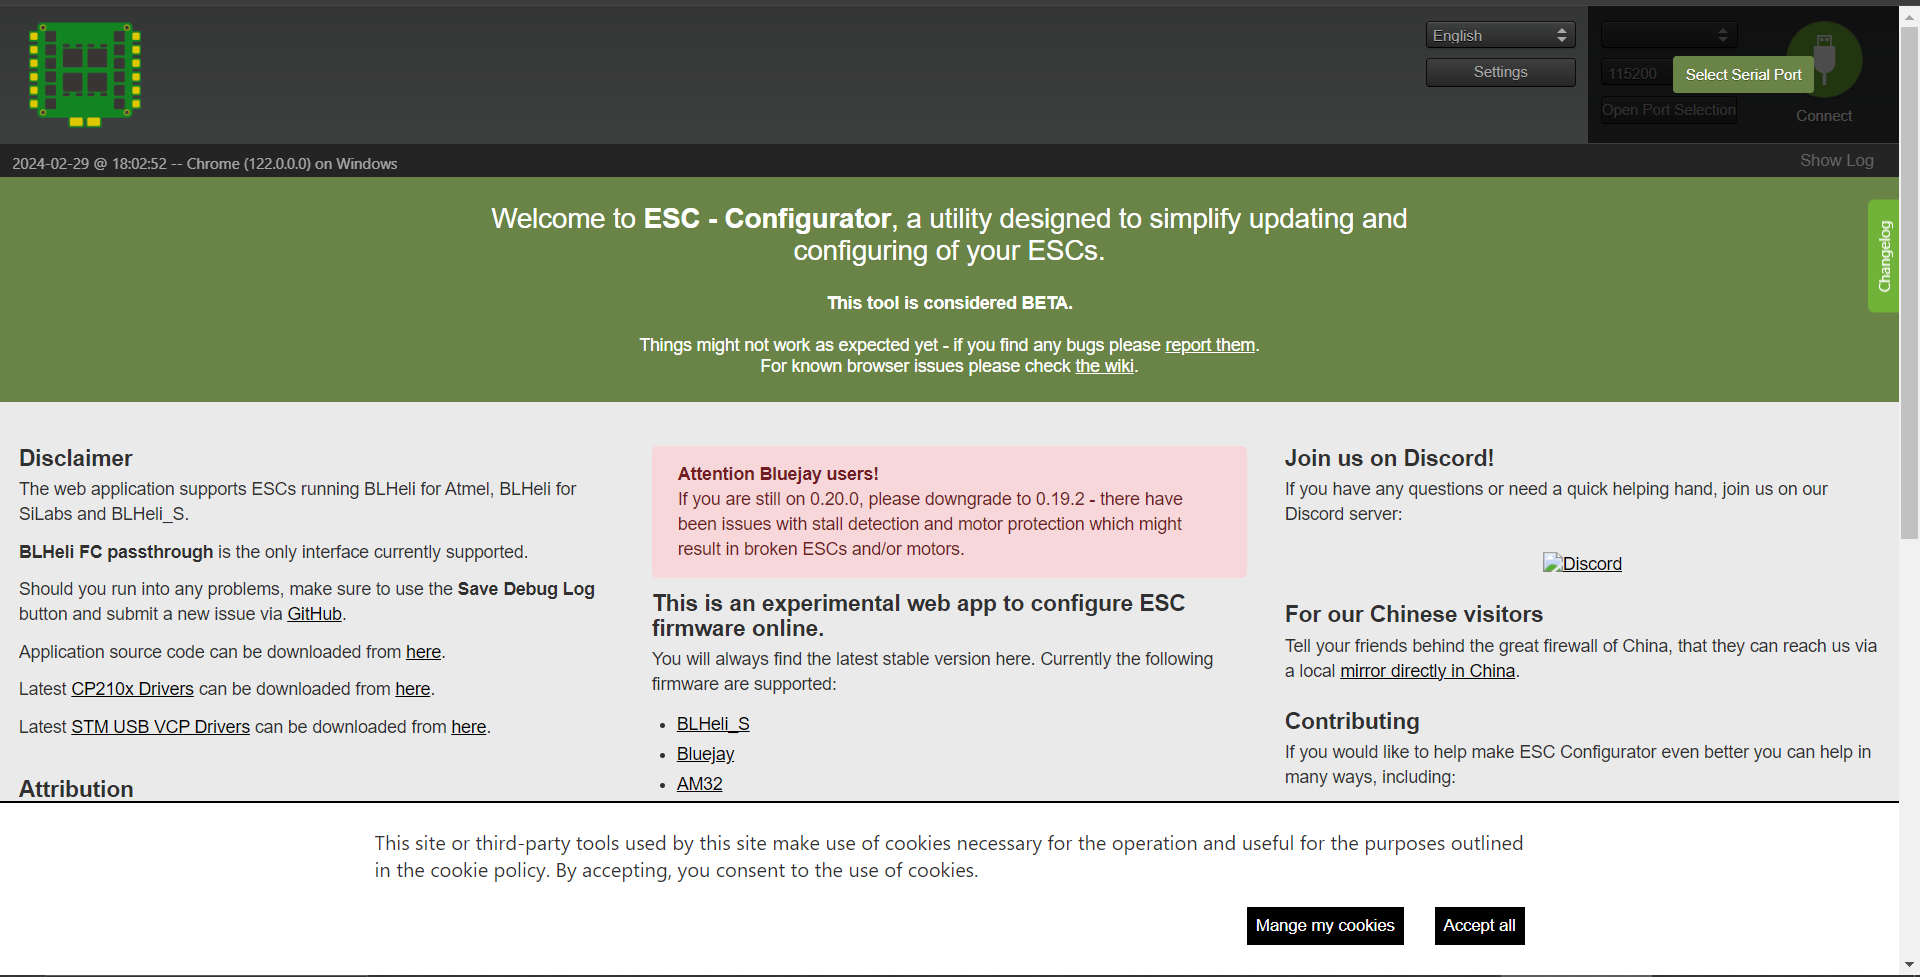 English
Settings
115200
Select Serial Port
Open Port Selection
Connect
2024-02-29 @ 18:02:52 -- Chrome (122.0.0.0) on Windows
Show Log
Welcome to ESC - Configurator, a utility designed to simplify updating and
configuring of your ESCs.
This tool is considered BETA.
Things might not work as expected yet - if you find any bugs please report them.
For known browser issues please check the wiki.
Changelog
Disclaimer
The web application supports ESCs running BLHeli for Atmel, BLHeli for
SiLabs and BLHeli_S.
BLHeli FC passthrough is the only interface currently supported.
Should you run into any problems, make sure to use the Save Debug Log
button and submit a new issue via GitHub.
Application source code can be downloaded from here.
Latest CP210x Drivers can be downloaded from here.
Latest STM USB VCP Drivers can be downloaded from here.
Attribution
Attention Bluejay users!
If you are still on 0.20.0, please downgrade to 0.19.2 - there have
been issues with stall detection and motor protection which might
result in broken ESCs and/or motors.
This is an experimental web app to configure ESC
firmware online.
You will always find the latest stable version here. Currently the following
firmware are supported:
• BLHeli_S
• Bluejay
• AM32
Join us on Discord!
If you have any questions or need a quick helping hand, join us on our
Discord server:
Discord
For our Chinese visitors
Tell your friends behind the great firewall of China, that they can reach us via
a local mirror directly in China.
Contributing
If you would like to help make ESC Configurator even better you can help in
many ways, including:
This site or third-party tools used by this site make use of cookies necessary for the operation and useful for the purposes outlined
in the cookie policy. By accepting, you consent to the use of cookies.
Mange my cookies
Accept all